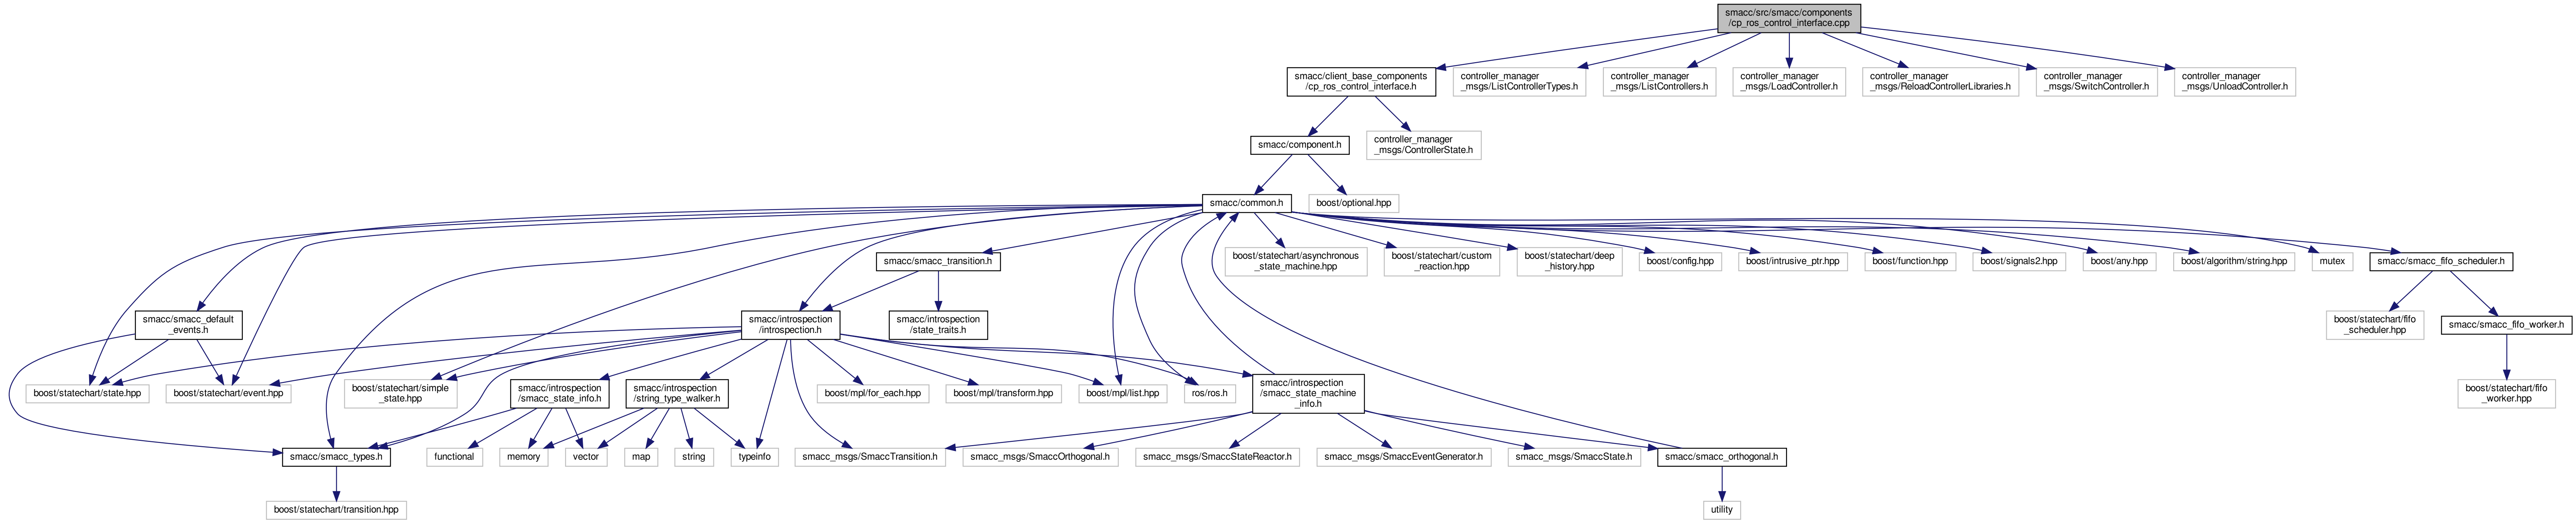 smacc/src/smacc/components
/cp_ros_control_interface.cpp
smacc/client_base_components
/cp_ros_control_interface.h
controller_manager
_msgs/ListControllerTypes.h
controller_manager
_msgs/ListControllers.h
controller_manager
_msgs/LoadController.h
controller_manager
_msgs/ReloadControllerLibraries.h
controller_manager
_msgs/SwitchController.h
controller_manager
_msgs/UnloadController.h
smacc/component.h
controller_manager
_msgs/ControllerState.h
smacc/common.h
boost/optional.hpp
smacc/smacc_transition.h
boost/statechart/asynchronous
_state_machine.hpp
boost/statechart/custom
_reaction.hpp
boost/statechart/deep
_history.hpp
boost/config.hpp
boost/intrusive_ptr.hpp
boost/function.hpp
boost/signals2.hpp
boost/any.hpp
boost/algorithm/string.hpp
mutex
smacc/smacc_fifo_scheduler.h
smacc/smacc_default
_events.h
smacc/introspection
/introspection.h
smacc/introspection
/state_traits.h
boost/statechart/fifo
_scheduler.hpp
smacc/smacc_fifo_worker.h
boost/statechart/state.hpp
boost/statechart/event.hpp
boost/statechart/simple
_state.hpp
smacc/introspection
/smacc_state_info.h
smacc/introspection
/string_type_walker.h
boost/mpl/for_each.hpp
boost/mpl/transform.hpp
boost/mpl/list.hpp
ros/ros.h
smacc/introspection
/smacc_state_machine
_info.h
boost/statechart/fifo
_worker.hpp
smacc/smacc_types.h
functional
memory
vector
map
string
typeinfo
smacc_msgs/SmaccTransition.h
smacc_msgs/SmaccOrthogonal.h
smacc_msgs/SmaccStateReactor.h
smacc_msgs/SmaccEventGenerator.h
smacc_msgs/SmaccState.h
smacc/smacc_orthogonal.h
boost/statechart/transition.hpp
utility